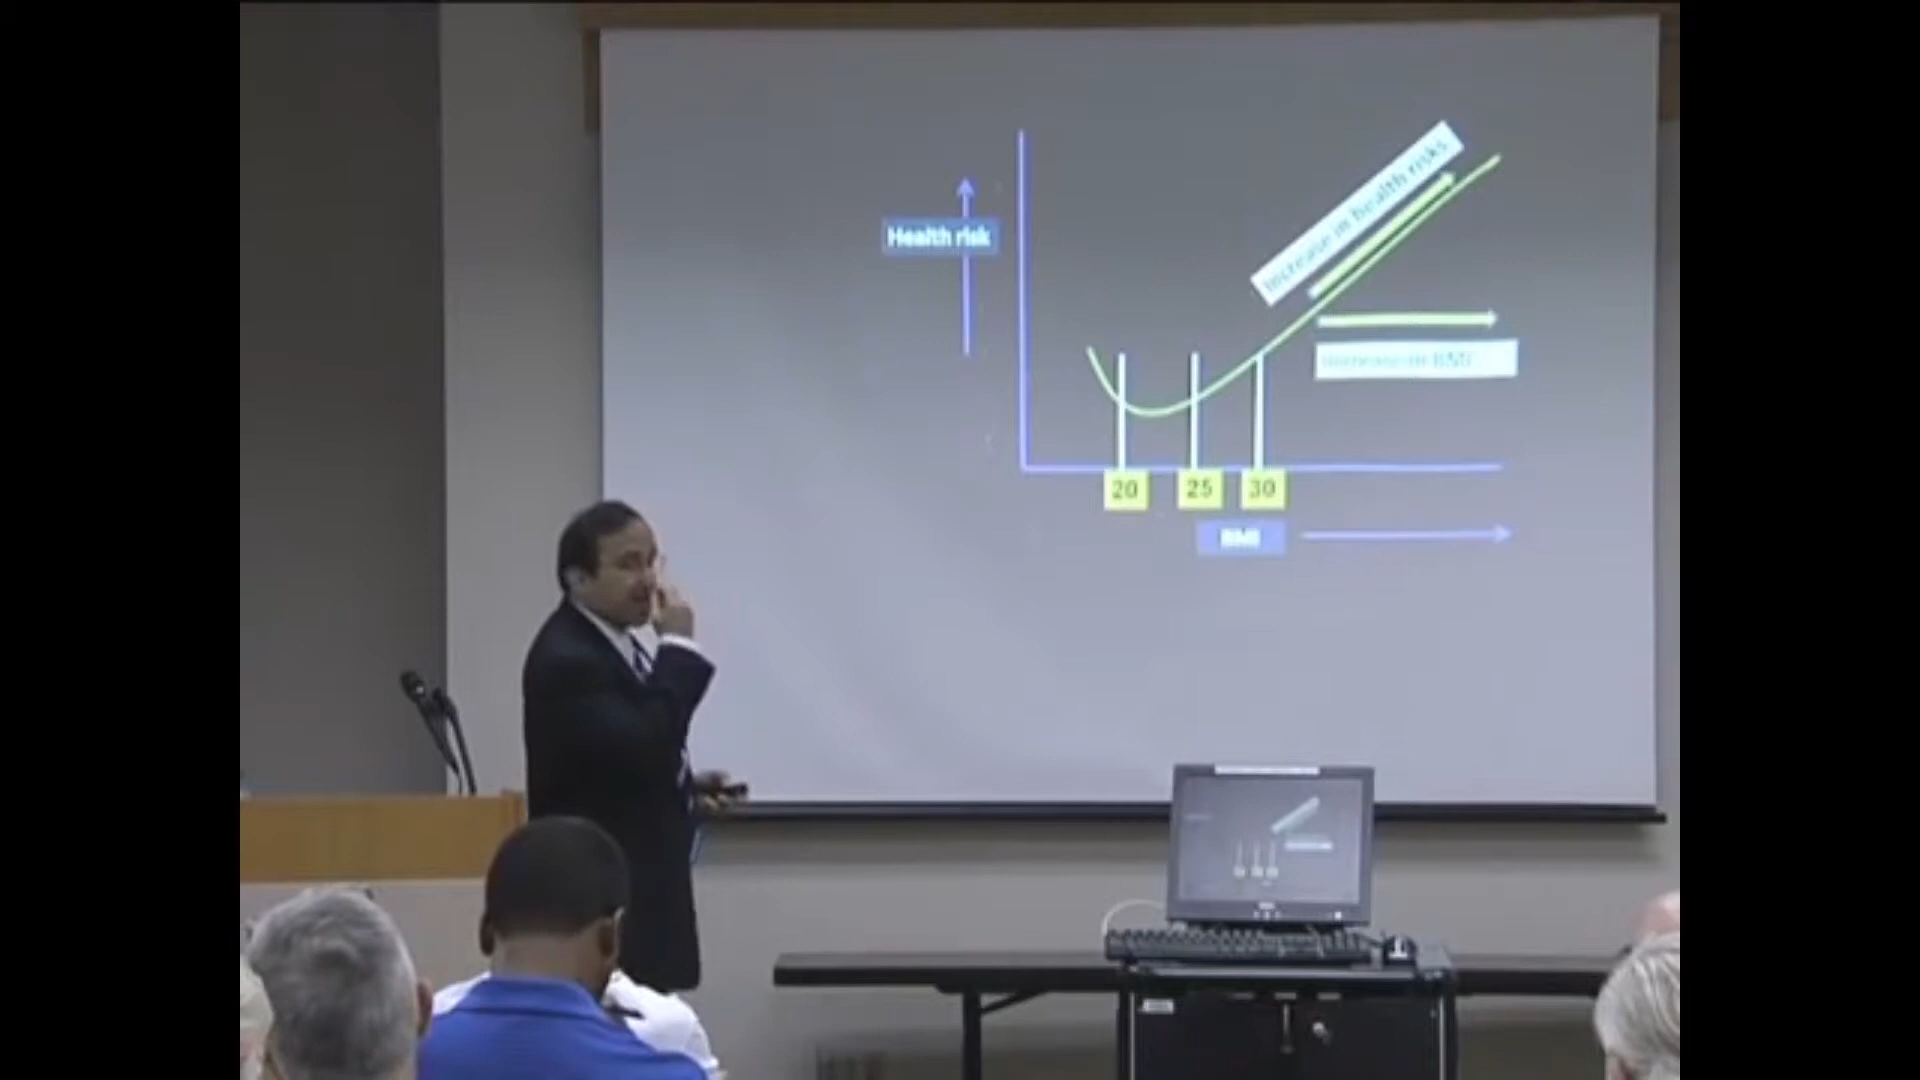 Increase in health risks
Health risk
Increase in BMI
20
25
30
BMI